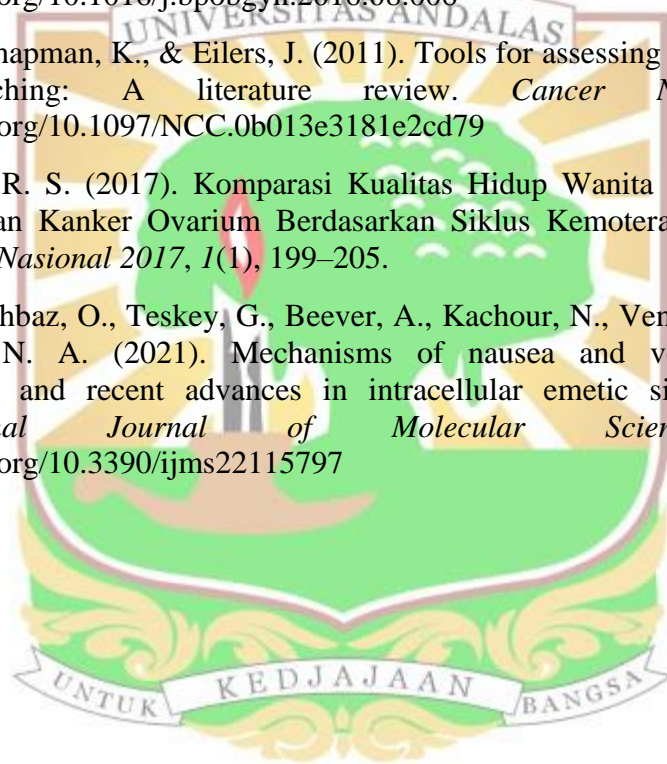 org/10.1016/j.bpobgyn.2016.08.006
UNIVERSITAS ANDALAS
hapman, K., & Eilers, J. (2011). Tools for assessing
ching: A literature review. Cancer N
org/10.1097/NCC.0b013e3181e2cd79
R. S. (2017). Komparasi Kualitas Hidup Wanita
an Kanker Ovarium Berdasarkan Siklus Kemotera
Nasional 2017, 1(1), 199–205.
hbaz, O., Teskey, G., Beever, A., Kachour, N., Ven
N. A. (2021). Mechanisms of nausea and v
and recent advances in intracellular emetic si
nal Journal of Molecular Scien
org/10.3390/ijms22115797
UNTUK KEDJAJAAN BANGSA